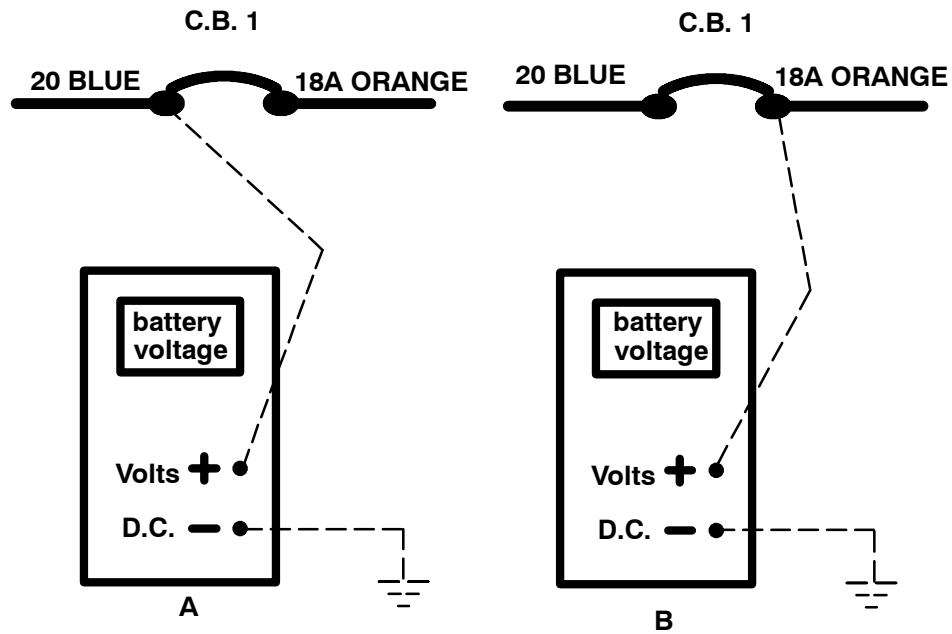 C.B. 1
20 BLUE
18A ORANGE
battery
voltage
Volts +
D.C. −
A
C.B. 1
20 BLUE
18A ORANGE
battery
voltage
Volts +
D.C. −
B